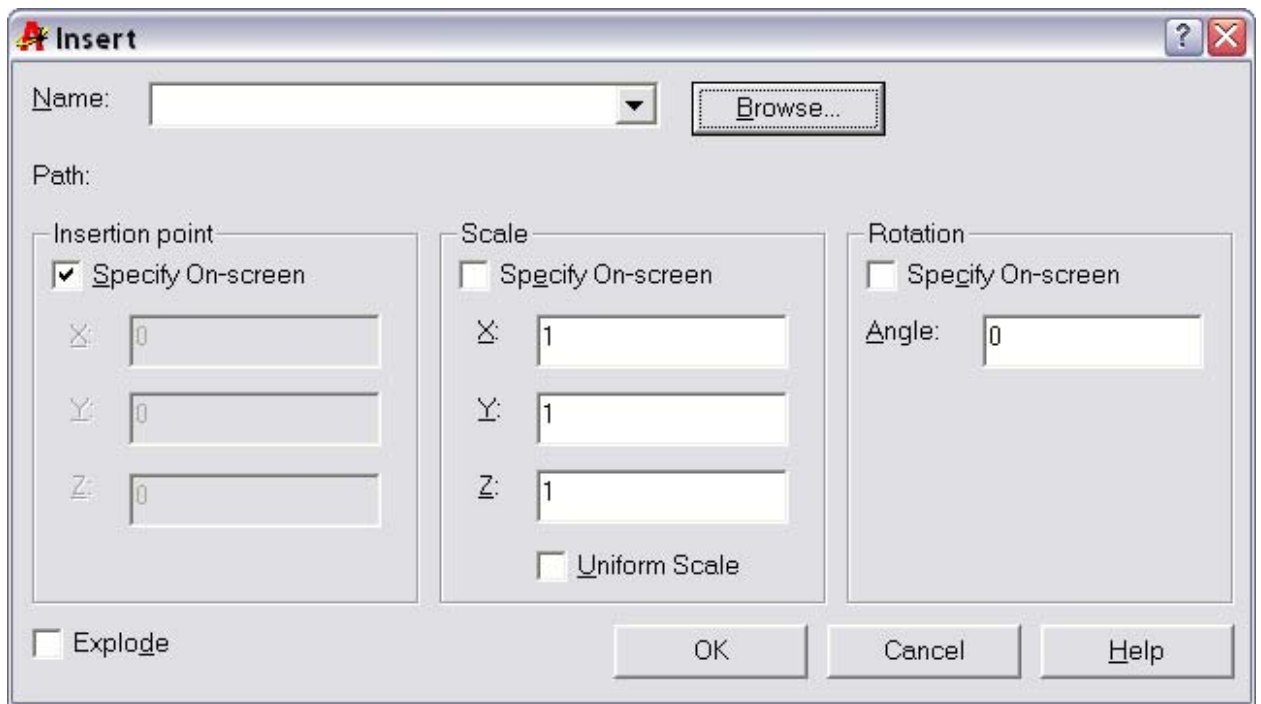 Insert
Name: Browse...
Path:
Insertion point Scale Rotation
Specify On-screen Specify On-screen Specify On-screen
X: 0 X: 1 Angle: 0
Y: 0 Y: 1
Z: 0 Z: 1
Uniform Scale
Explode OK Cancel Help